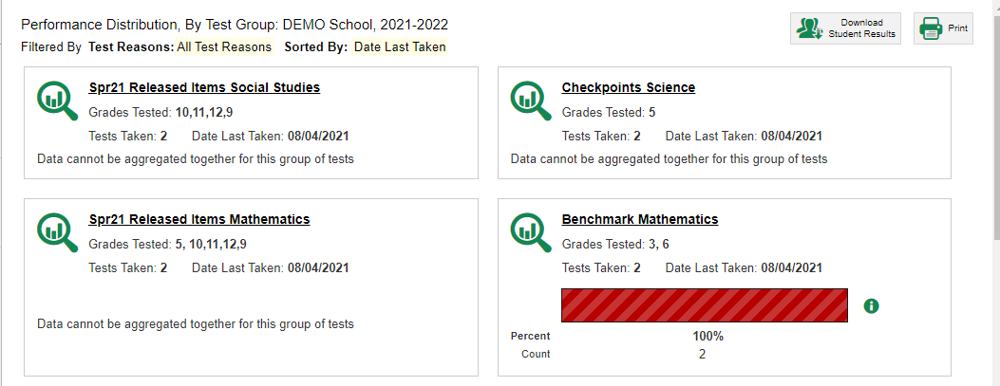 Performance Distribution, By Test Group: DEMO School, 2021-2022
Filtered By Test Reasons: All Test Reasons Sorted By: Date Last Taken
Download
Student Results
Print
Spr21 Released Items Social Studies
Grades Tested: 10,11,12,9
Tests Taken: 2 Date Last Taken: 08/04/2021
Data cannot be aggregated together for this group of tests
Checkpoints Science
Grades Tested: 5
Tests Taken: 2 Date Last Taken: 08/04/2021
Data cannot be aggregated together for this group of tests
Spr21 Released Items Mathematics
Grades Tested: 5, 10,11,12,9
Tests Taken: 2 Date Last Taken: 08/04/2021
Data cannot be aggregated together for this group of tests
Benchmark Mathematics
Grades Tested: 3, 6
Tests Taken: 2 Date Last Taken: 08/04/2021
Percent 100%
Count 2